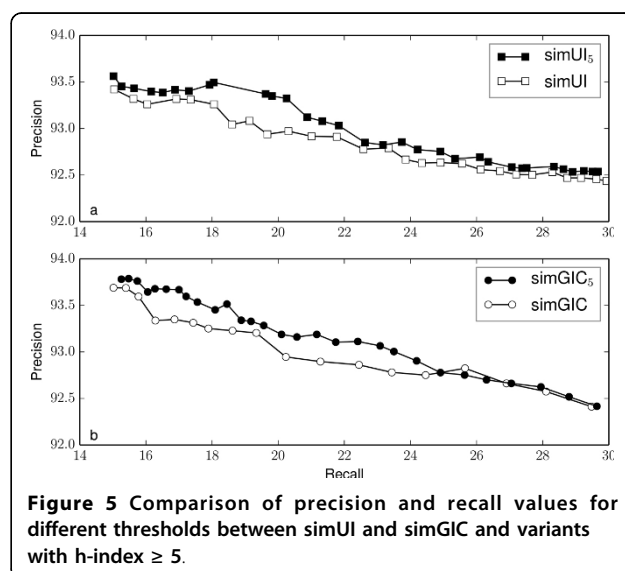 94.0
93.5
93.0
92.5
92.0
Precision
simUI5
simUI
a
14 16 18 20 22 24 26 28 30
94.0
93.5
93.0
92.5
92.0
Precision
simGIC5
simGIC
b
14 16 18 20 22 24 26 28 30
Recall
Figure 5 Comparison of precision and recall values for
different thresholds between simUI and simGIC and variants
with h-index ≥ 5.